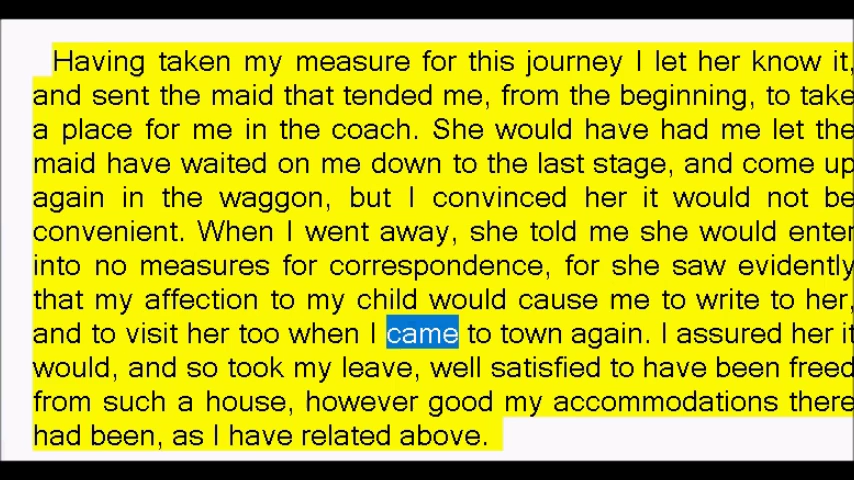 Having taken my measure for this journey I let her know it,
and sent the maid that tended me, from the beginning, to take
a place for me in the coach. She would have had me let the
maid have waited on me down to the last stage, and come up
again in the waggon, but I convinced her it would not be
convenient. When I went away, she told me she would enter
into no measures for correspondence, for she saw evidently
that my affection to my child would cause me to write to her,
and to visit her too when I came to town again. I assured her it
would, and so took my leave, well satisfied to have been freed
from such a house, however good my accommodations there
had been, as I have related above.